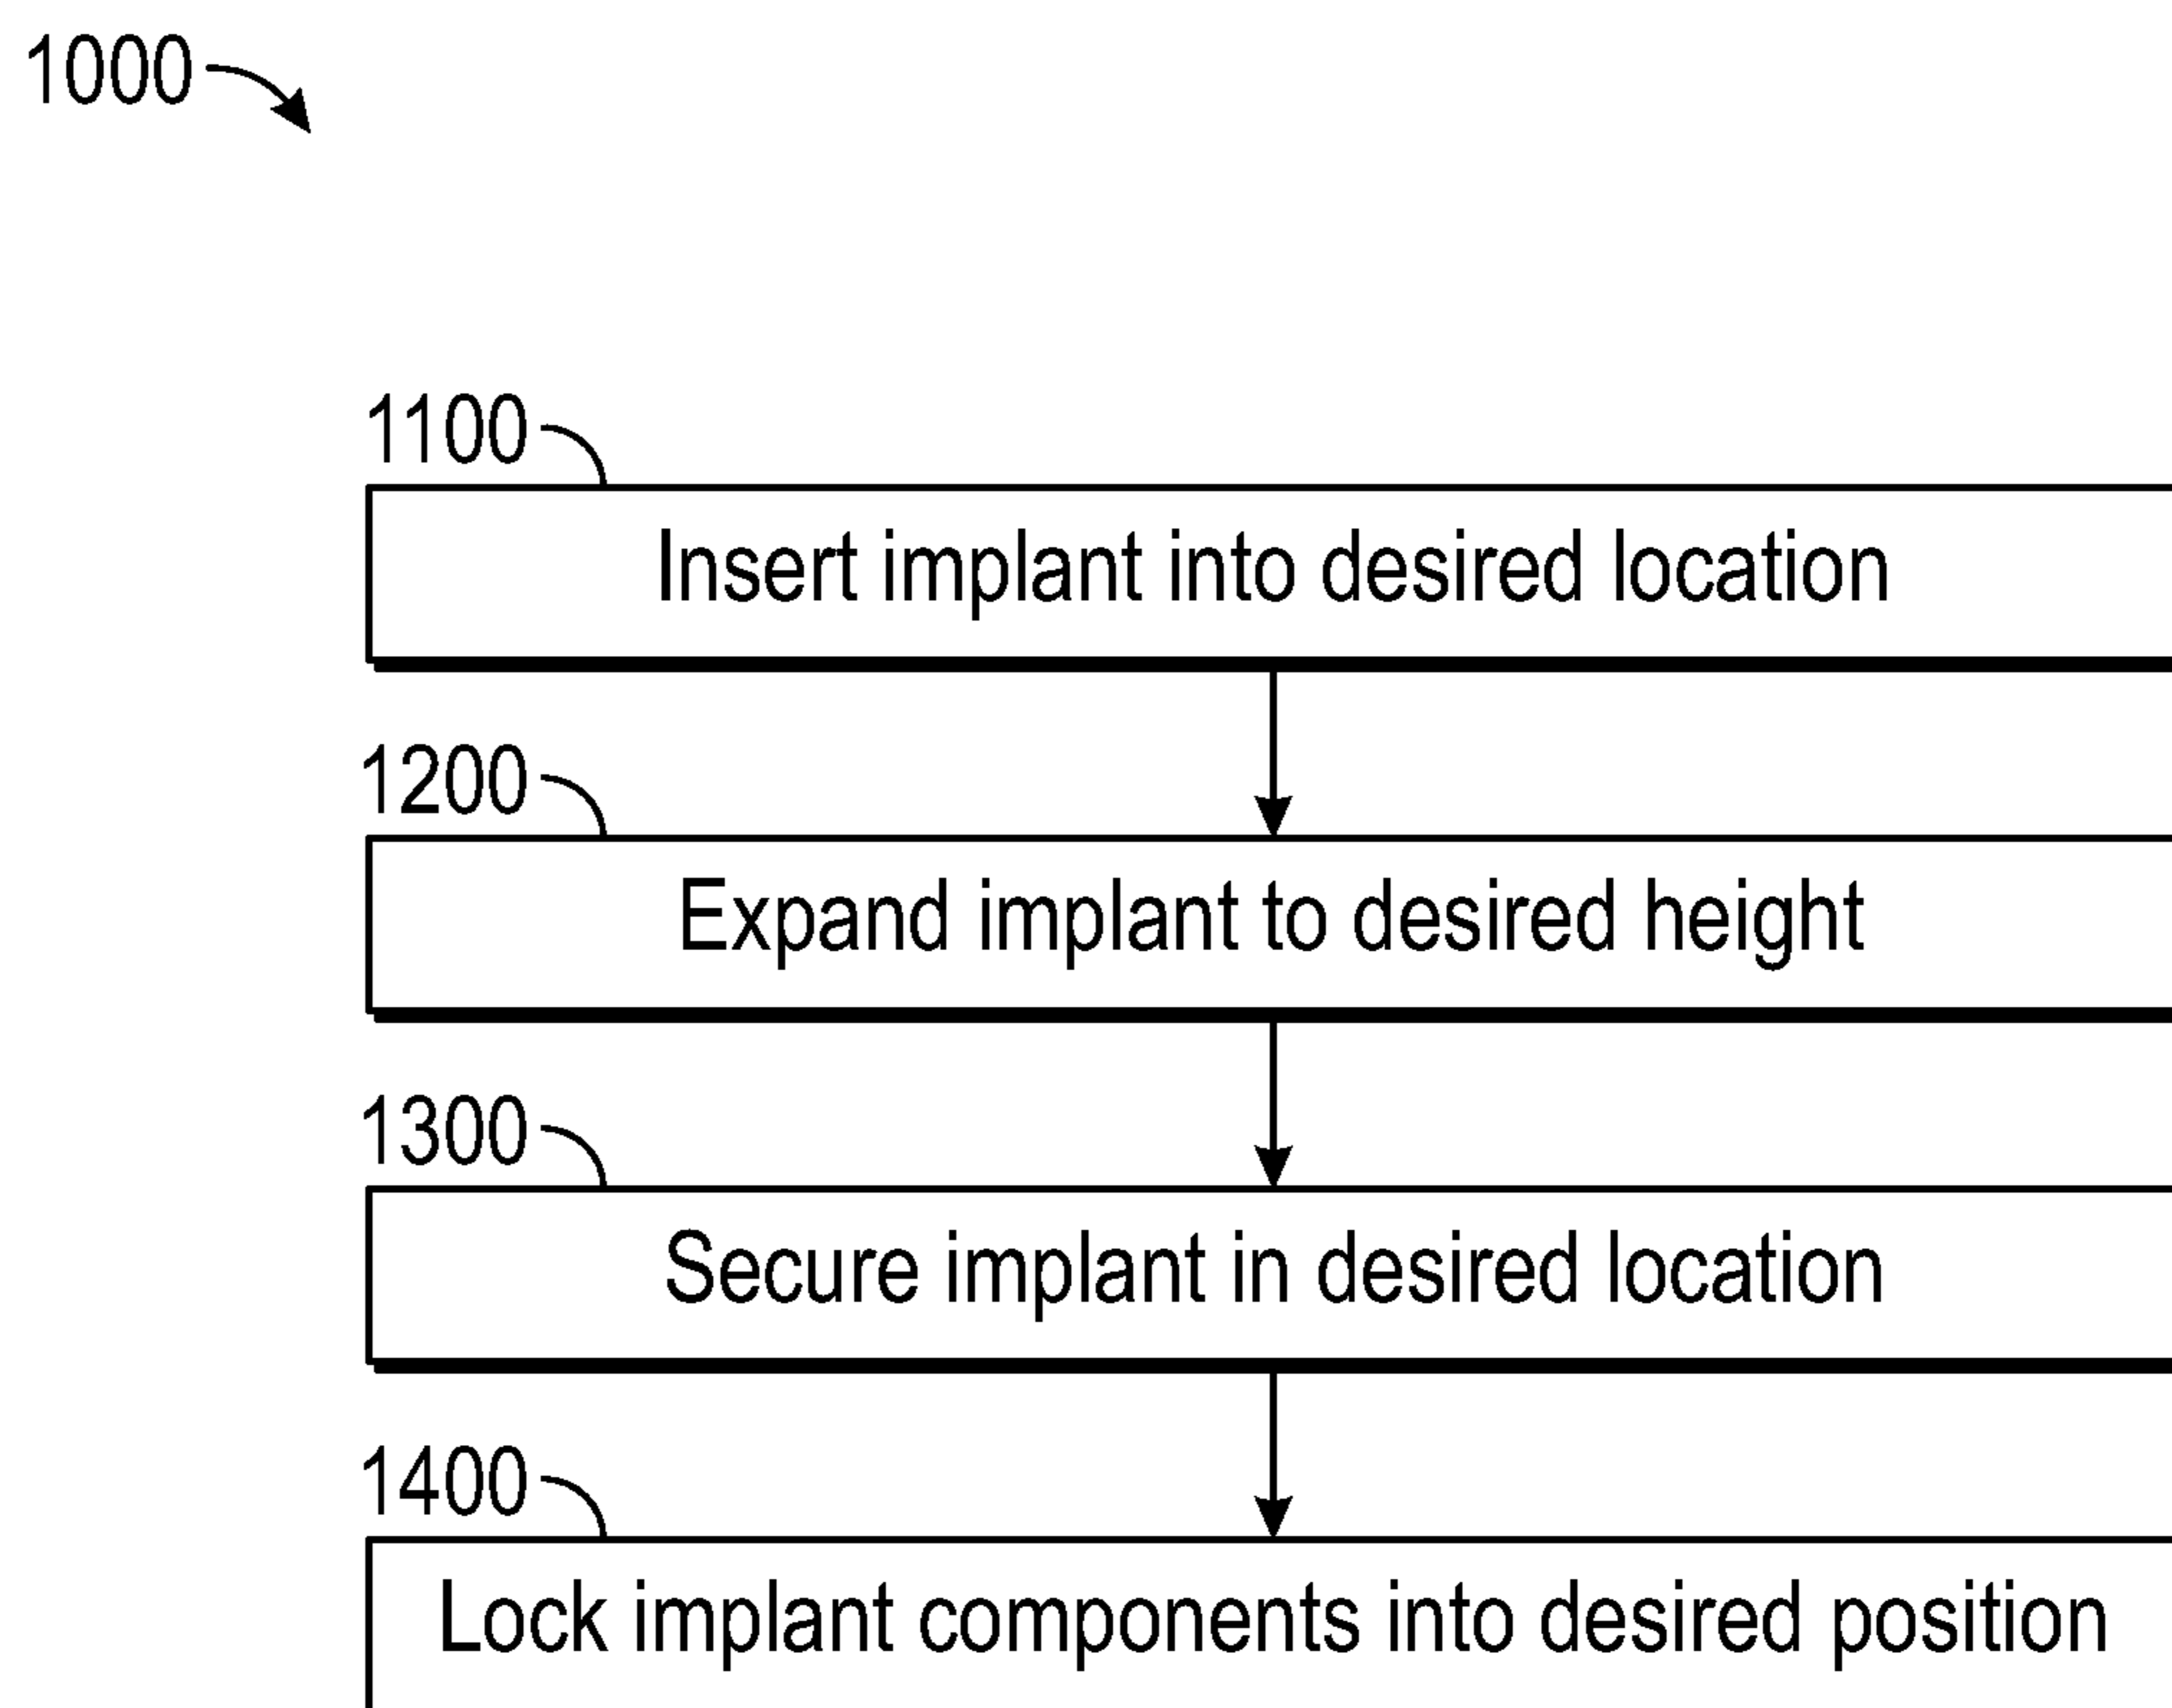 1000
1100
Insert implant into desired location
1200
Expand implant to desired height
1300
Secure implant in desired location
1400
Lock implant components into desired position